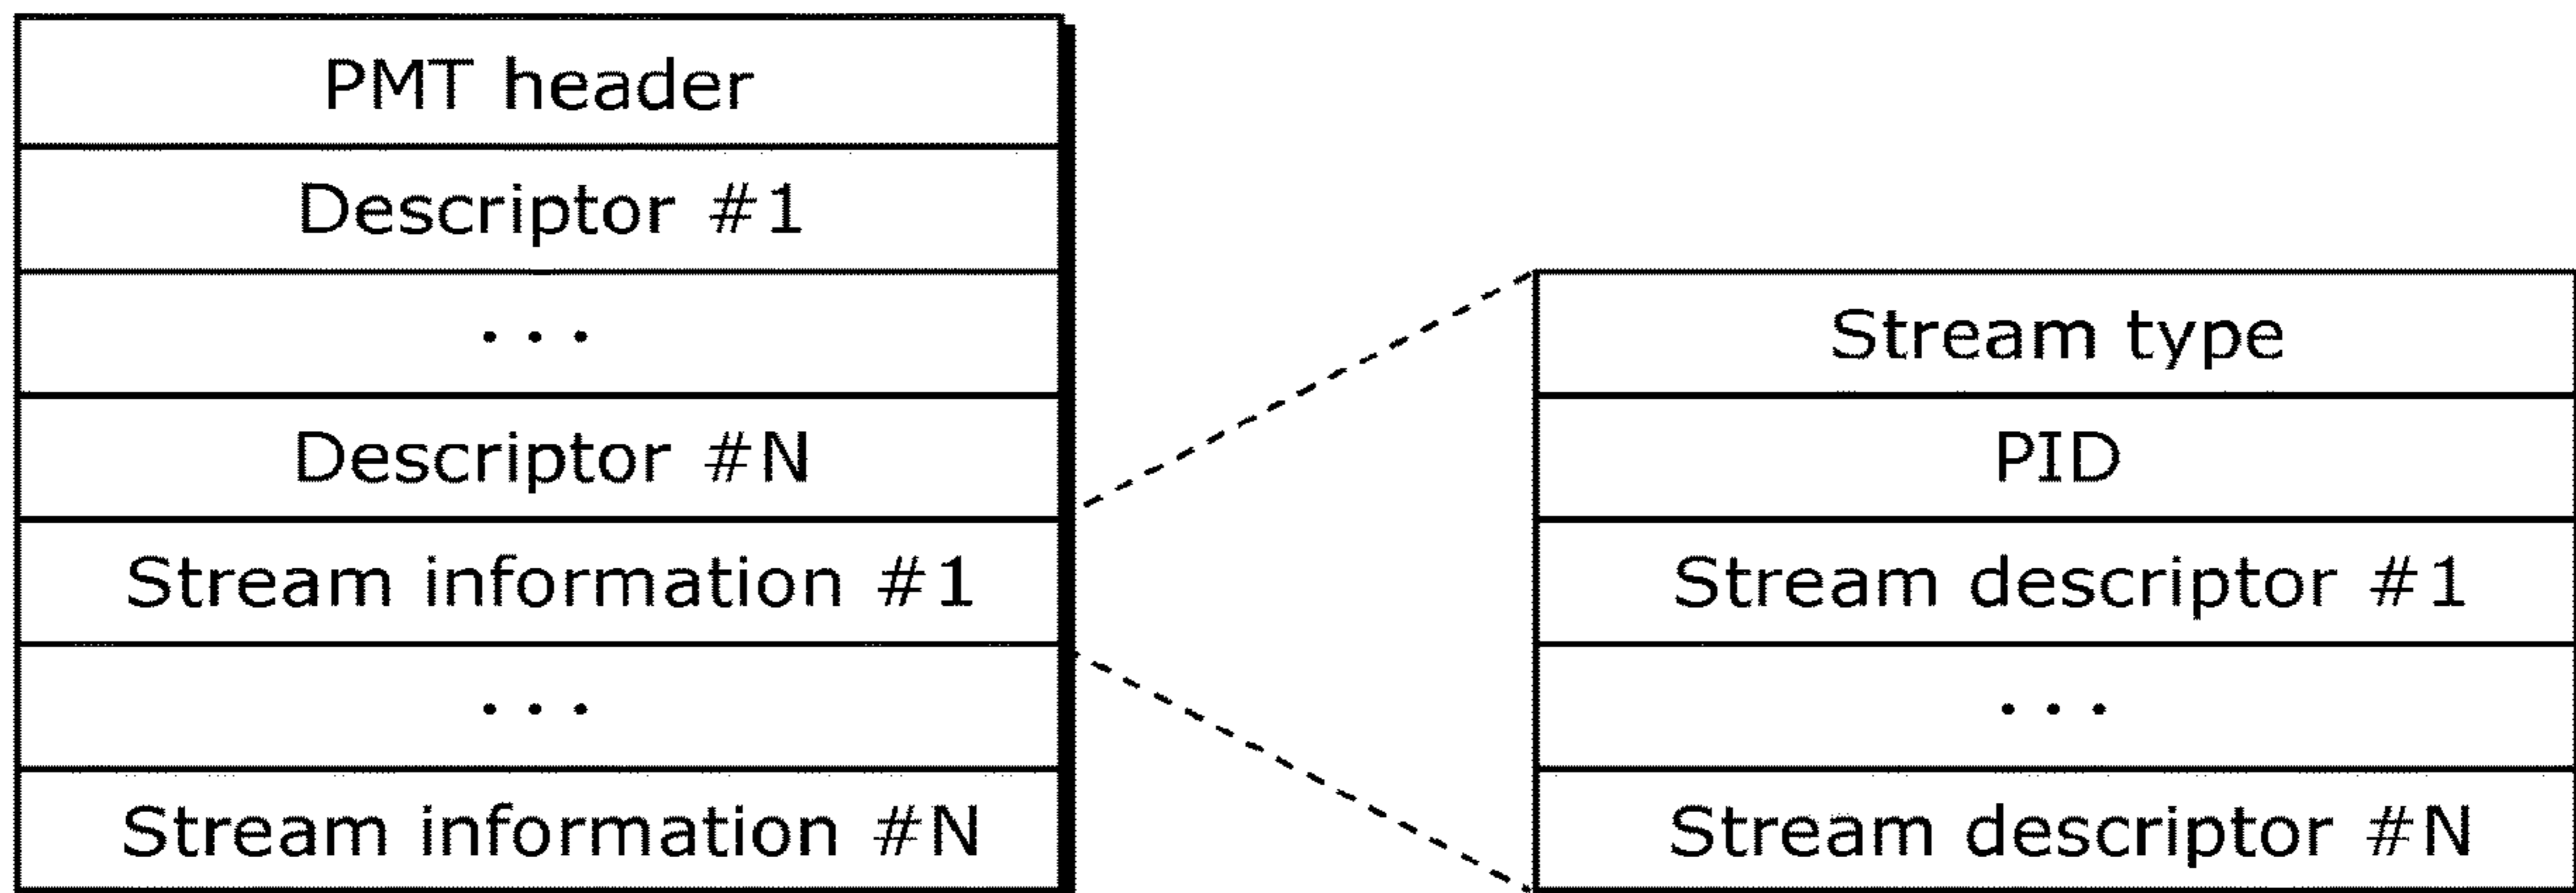 PMT header
Descriptor #1
...
Descriptor #N
Stream information #1
...
Stream information #N
Stream type
PID
Stream descriptor #1
...
Stream descriptor #N